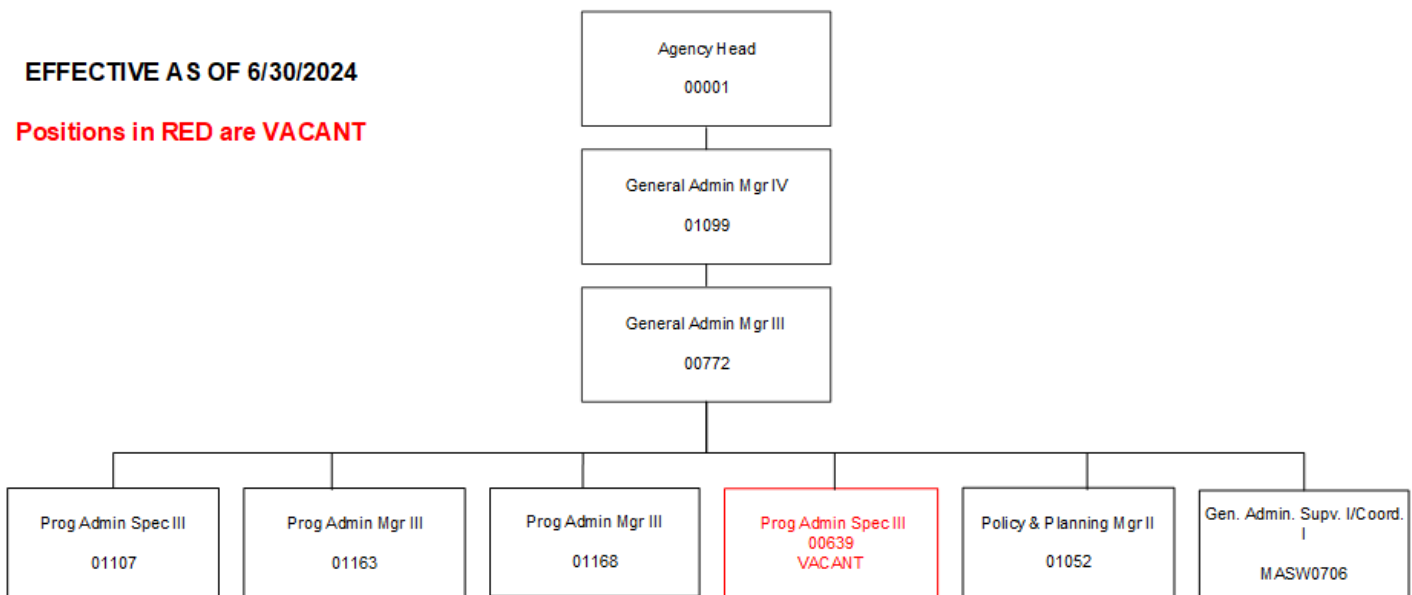 EFFECTIVE AS OF 6/30/2024
Positions in RED are VACANT
Agency Head
00001
General Admin Mgr IV
01099
General Admin Mgr III
00772
Prog Admin Spec III
01107
Prog Admin Mgr III
01163
Prog Admin Mgr III
01168
Prog Admin Spec III
00639
VACANT
Policy & Planning Mgr II
01052
Gen. Admin. Supv. I/Coord.
I
MASW0706